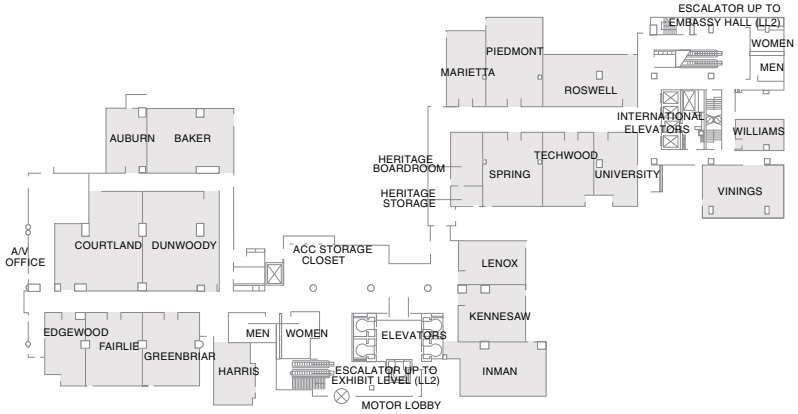 ESCALATOR UP TO
EMBASSY HALL (LL2)
WOMEN
MEN
PIEDMONT
MARIETTA
ROSWELL
INTERNATIONAL
ELEVATORS
WILLIAMS
AUBURN
BAKER
HERITAGE
BOARDROOM
TECHWOOD
SPRING
UNIVERSITY
HERITAGE
STORAGE
VININGS
A/V
OFFICE
COURTLAND
DUNWOODY
ACC STORAGE
CLOSET
LENOX
KENNESAW
EDGEWOOD
FAIRLIE
GREENBRIAR
MEN
WOMEN
ELEVATORS
HARRIS
ESCALATOR UP TO
EXHIBIT LEVEL (LL2)
INMAN
MOTOR LOBBY